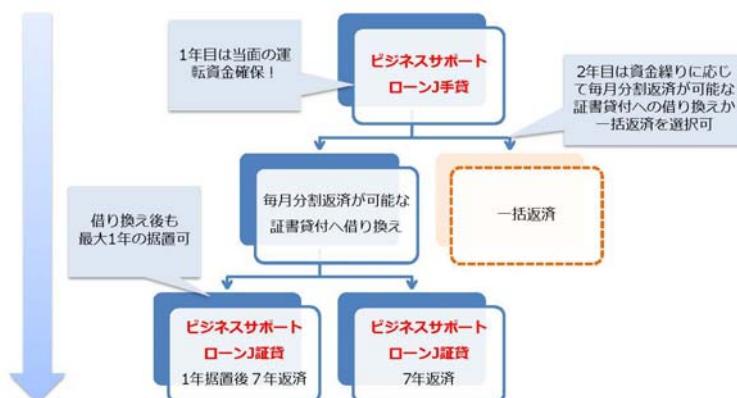 1年目は当面の運
転資金確保！
ビジネスサポート
ローンJ手貸
2年目は資金繰りに応じ
て毎月分割返済が可能な
証書貸付への借り換えか
一括返済を選択可
毎月分割返済が可能な
証書貸付へ借り換え
一括返済
借り換え後も
最大1年の据置可
ビジネスサポート
ローンJ証貸
1年据置後７年返済
ビジネスサポート
ローンJ証貸
7年返済